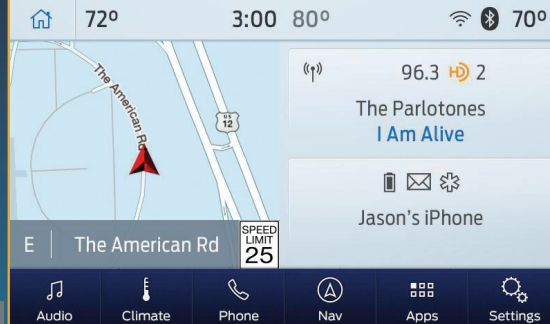 72º
3:00 80º
70º
The American Rd
U S
12
96.3 HD 2
The Parlotones
I Am Alive
Jason's iPhone
E
The American Rd
SPEED
LIMIT
25
Audio
Climate
Phone
Nav
Apps
Settings